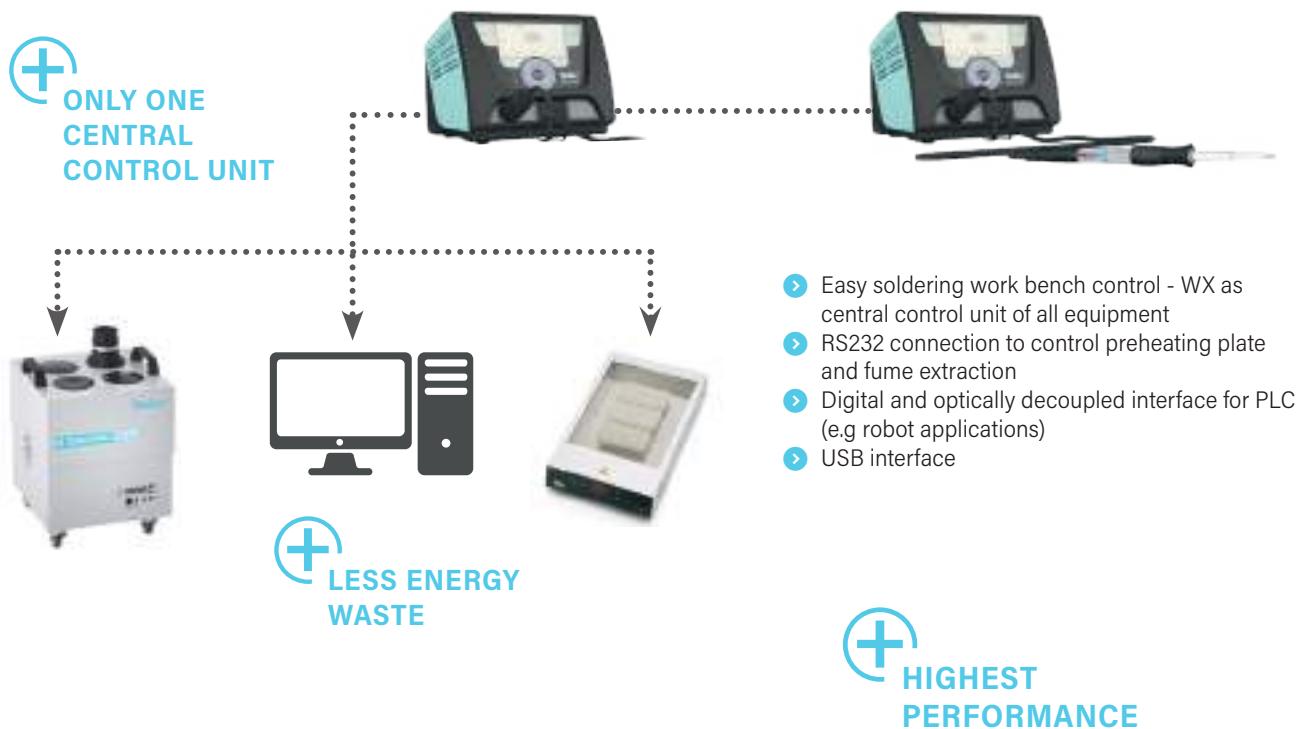 ONLY ONE
CENTRAL
CONTROL UNIT
Easy soldering work bench control - WX as
central control unit of all equipment
RS232 connection to control preheating plate
and fume extraction
Digital and optically decoupled interface for PLC
(e.g robot applications)
USB interface
LESS ENERGY
WASTE
HIGHEST
PERFORMANCE